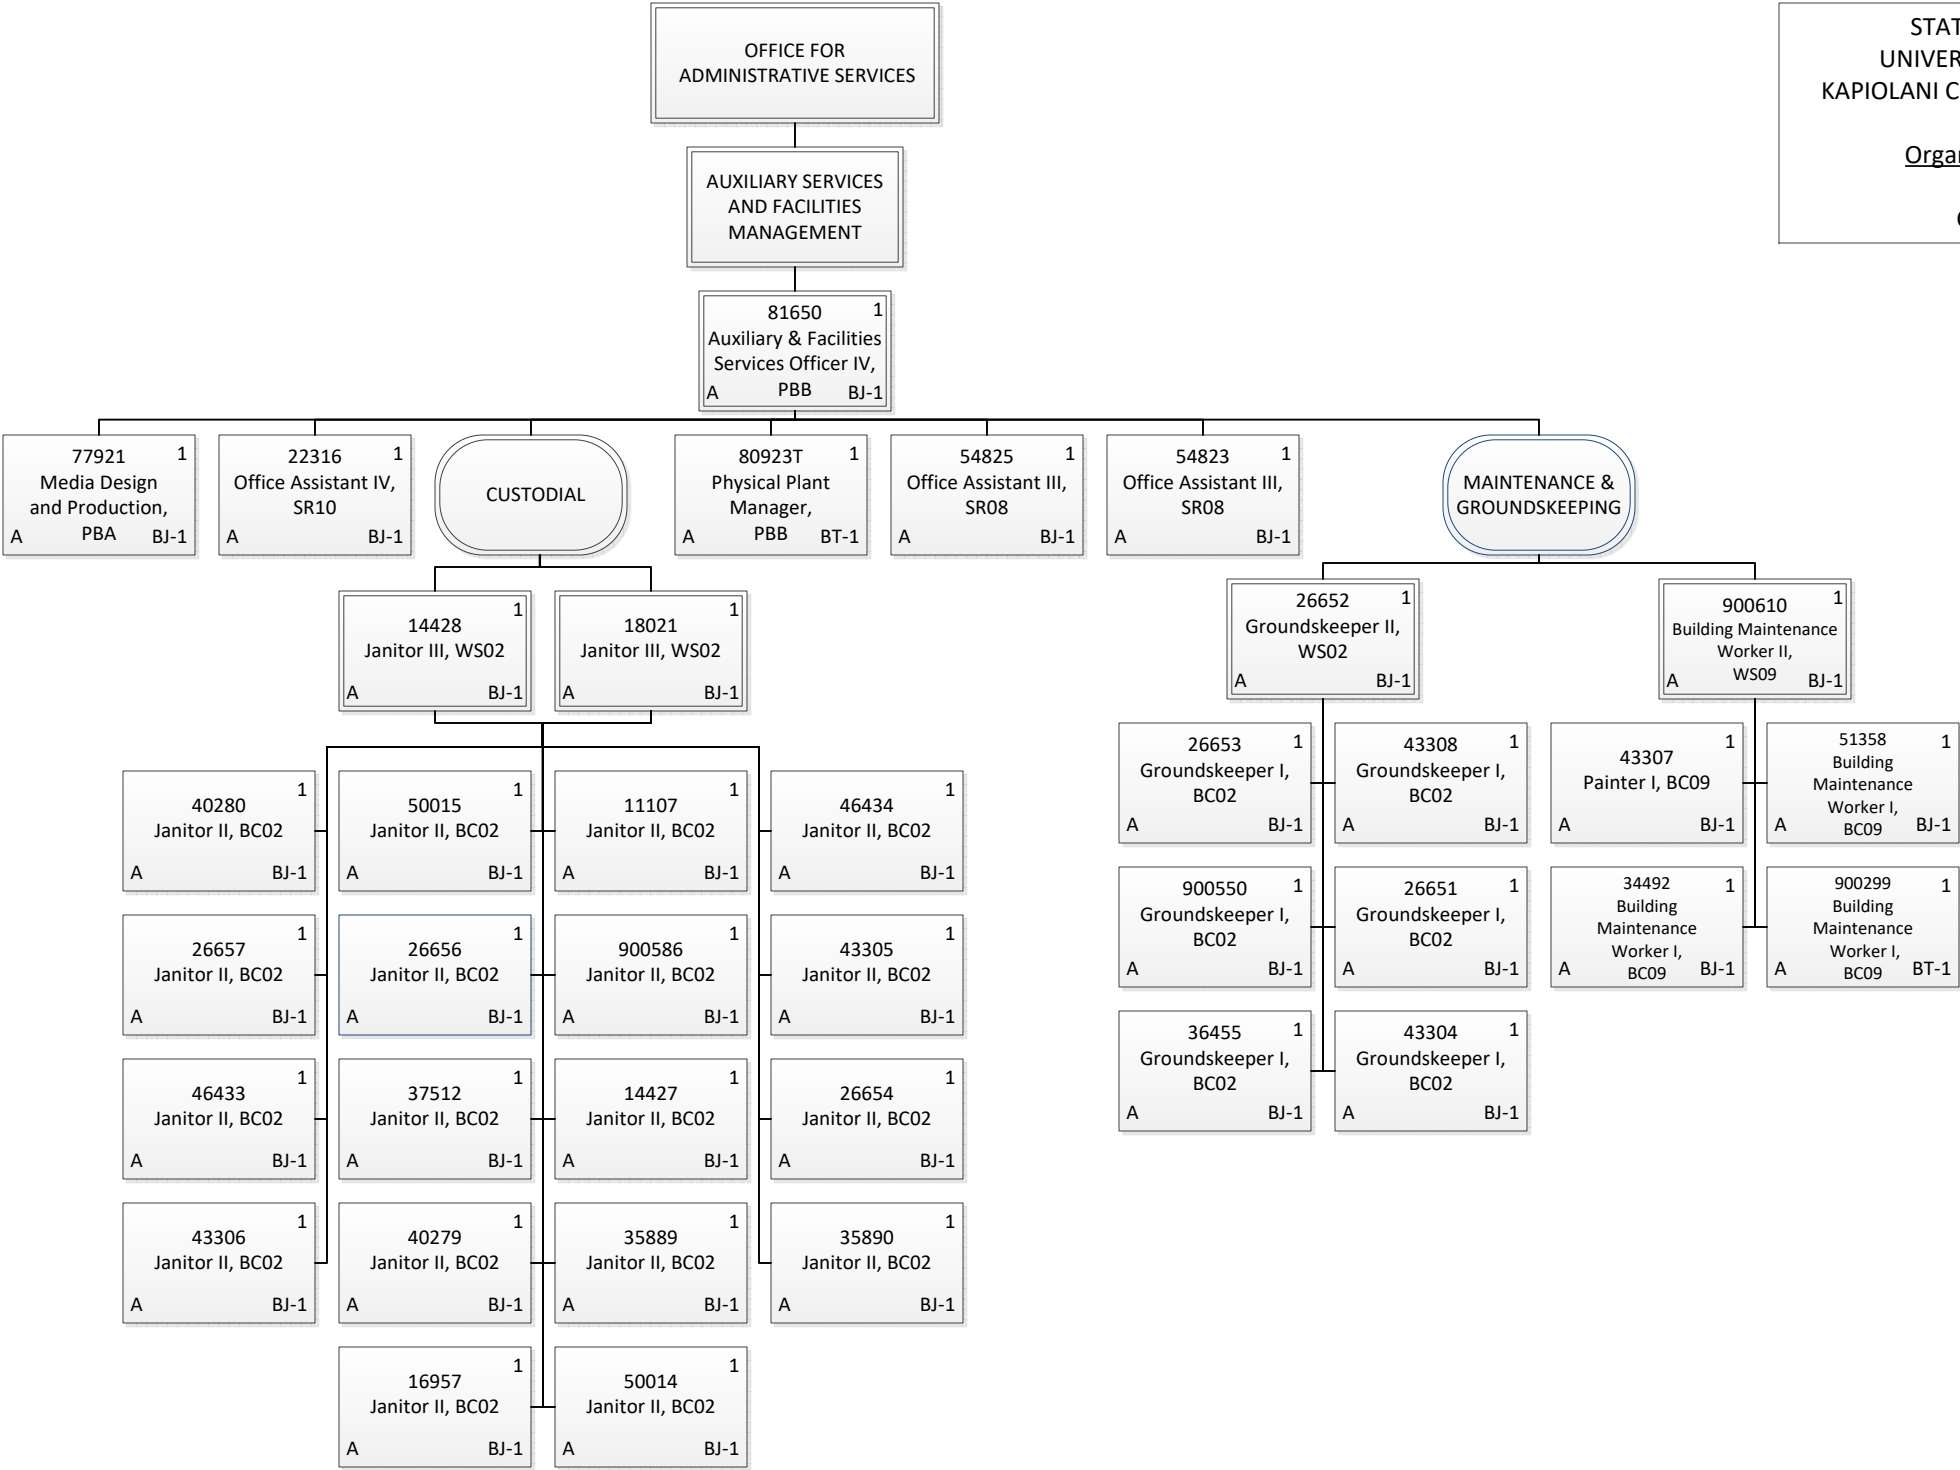 OFFICE FOR
ADMINISTRATIVE SERVICES
KAPIOLANI
AUXILIARY SERVICES
AND FACILITIES
MANAGEMENT
81650 1
Auxiliary & Facilities
Services Officer IV,
A PBB BJ-1
77921 1
Media Design
and Production,
A PBA BJ-1
22316 1
Office Assistant IV,
SR10
A BJ-1
CUSTODIAL
80923T 1
Physical Plant
Manager,
A PBB BT-1
54825 1
Office Assistant III,
SR08
A BJ-1
54823 1
Office Assistant III,
SR08
A BJ-1
MAINTENANCE &
GROUNDSKEEPING
14428 1
Janitor III, WS02
A BJ-1
18021 1
Janitor III, WS02
A BJ-1
26652 1
Groundskeeper II,
WS02
A BJ-1
900610 1
Building Maintenance
Worker II,
WS09
A BJ-1
40280 1
Janitor II, BC02
A BJ-1
50015 1
Janitor II, BC02
A BJ-1
11107 1
Janitor II, BC02
A BJ-1
46434 1
Janitor II, BC02
A BJ-1
26657 1
Janitor II, BC02
A BJ-1
26656 1
Janitor II, BC02
A BJ-1
900586 1
Janitor II, BC02
A BJ-1
43305 1
Janitor II, BC02
A BJ-1
46433 1
Janitor II, BC02
A BJ-1
37512 1
Janitor II, BC02
A BJ-1
14427 1
Janitor II, BC02
A BJ-1
26654 1
Janitor II, BC02
A BJ-1
43306 1
Janitor II, BC02
A BJ-1
40279 1
Janitor II, BC02
A BJ-1
35889 1
Janitor II, BC02
A BJ-1
35890 1
Janitor II, BC02
A BJ-1
16957 1
Janitor II, BC02
A BJ-1
50014 1
Janitor II, BC02
A BJ-1
26653 1
Groundskeeper I,
BC02
A BJ-1
43308 1
Groundskeeper I,
BC02
A BJ-1
900550 1
Groundskeeper I,
BC02
A BJ-1
26651 1
Groundskeeper I,
BC02
A BJ-1
36455 1
Groundskeeper I,
BC02
A BJ-1
43304 1
Groundskeeper I,
BC02
A BJ-1
43307 1
Painter I, BC09
A BJ-1
51358 1
Building
Maintenance
Worker I,
A BC09 BJ-1
34492 1
Building
Maintenance
Worker I,
A BC09 BJ-1
900299 1
Building
Maintenance
Worker I,
A BC09 BT-1